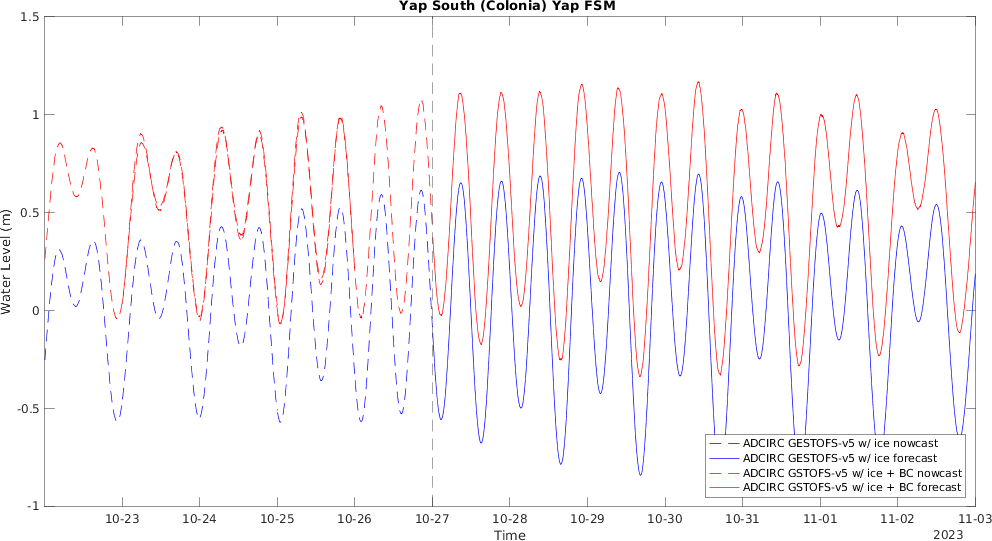 Yap South (Colonia) Yap FSM
1.5
1
0.5
0
-0.5
-1
Water Level (m)
ADCIRC GESTOFS-v5 w/ ice nowcast
ADCIRC GESTOFS-v5 w/ ice forecast
ADCIRC GSTOFS-v5 w/ ice + BC nowcast
ADCIRC GSTOFS-v5 w/ ice + BC forecast
10-23 10-24 10-25 10-26 10-27 10-28 10-29 10-30 10-31 11-01 11-02 11-03
Time
2023